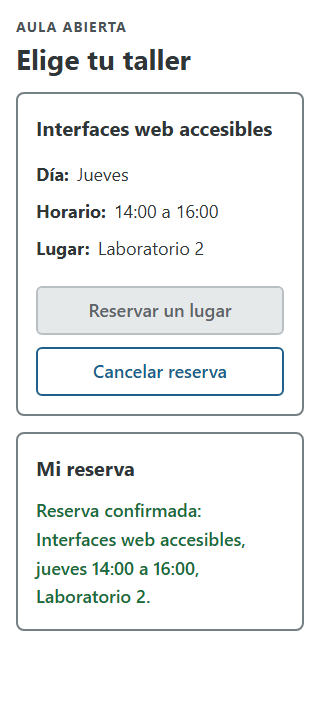 AULA ABIERTA
Elige tu taller
Interfaces web accesibles
Día: Jueves
Horario: 14:00 a 16:00
Lugar: Laboratorio 2
Reservar un lugar
Cancelar reserva
Mi reserva
Reserva confirmada:
Interfaces web accesibles,
jueves 14:00 a 16:00,
Laboratorio 2.